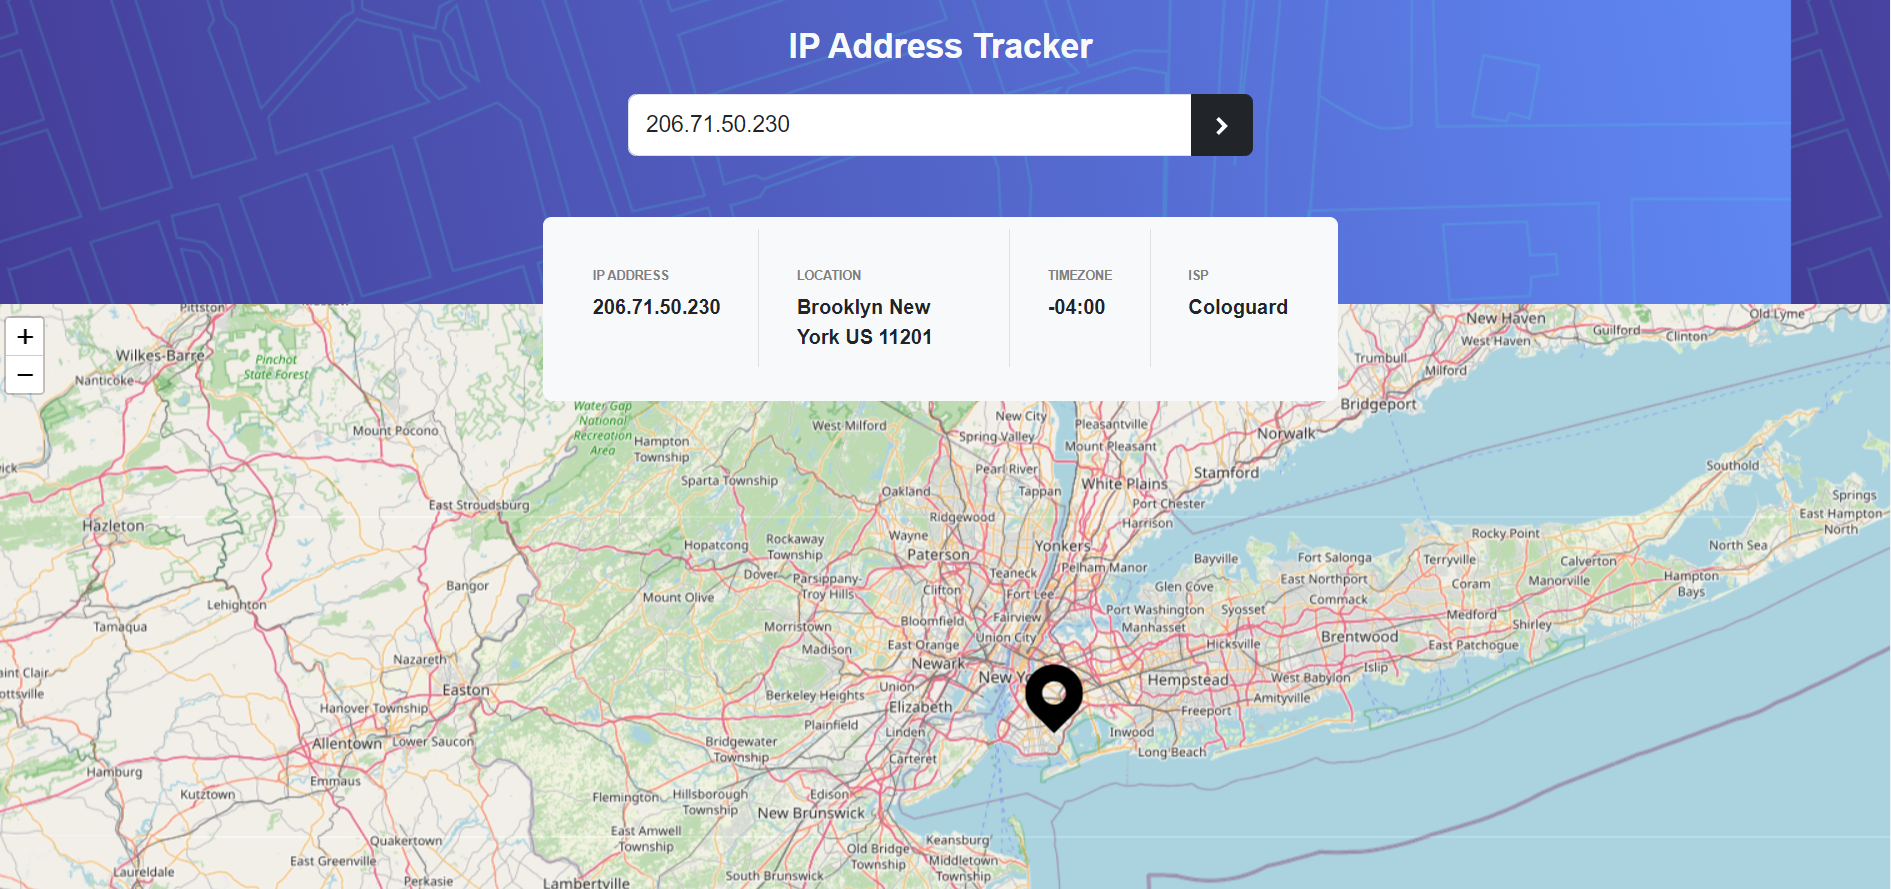 IP Address Tracker
206.71.50.230
IP ADDRESS
206.71.50.230
LOCATION
Brooklyn New
York US 11201
TIMEZONE
-04:00
ISP
Cologuard
+
−
Pittston
Wilkes-Barre
Nanticoke
Pinchot
State Forest
Mount Pocono
Water Gap
National
Recreation
Area
Hampton
Township
West Milford
New City
Spring Valley
Pleasantville
Mount Pleasant
Pearl River
Norwalk
Stamford
Bridgeport
Trumbull
Milford
New Haven
West Haven
Guilford
Clinton
Old Lyme
Southold
Springs
East Hampton
North
Sparta Township
Oakland
Tappan
White Plains
Port Chester
Harrison
Ridgewood
East Stroudsburg
Hazleton
Hopatcong
Rockaway
Township
Wayne
Paterson
Yonkers
Pelham Manor
Bayville
Fort Salonga
Terryville
Rocky Point
Calverton
North Sea
Hampton
Bays
Bangor
Lehighton
Tamaqua
Mount Olive
Dover
Parsippany-
Troy Hills
Teaneck
Clifton
Fort Lee
Glen Cove
East Northport
Commack
Coram
Manorville
Port Washington
Manhasset
Syosset
Medford
Shirley
Morristown
Madison
Bloomfield
Fairview
Union City
East Orange
Newark
Hicksville
Brentwood
East Patchogue
Islip
aint Clair
ottsville
Nazareth
Easton
Hanover Township
Allentown
Lower Saucon
Emmaus
Berkeley Heights
Union
Elizabeth
Plainfield
Linden
Carteret
New Yo
Hempstead
West Babylon
Amityville
Freeport
Inwood
Long Beach
Bridgewater
Township
Hamburg
Kutztown
Flemington
Hillsborough
Township
Edison
New Brunswick
East Amwell
Township
Old Bridge
Township
Keansburg
Middletown
Township
Quakertown
East Greenville
Laureldale
Perkasie
Lambertville
South Brunswick